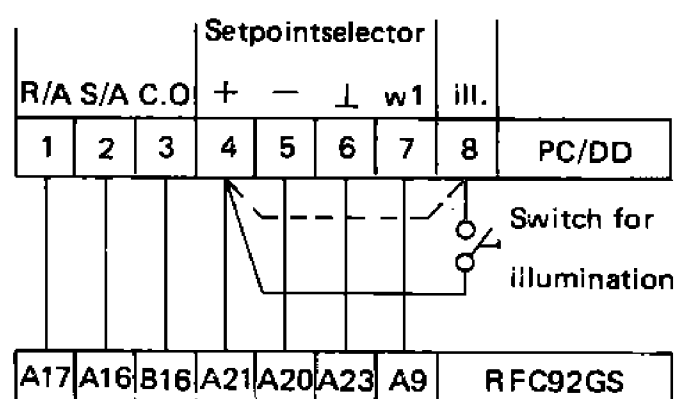 Setpointselector
R/A S/A C.O + — ⊥ w1 ill.
1 2 3 4 5 6 7 8 PC/DD
Switch for
illumination
A17 A16 B16 A21 A20 A23 A9 RFC92GS